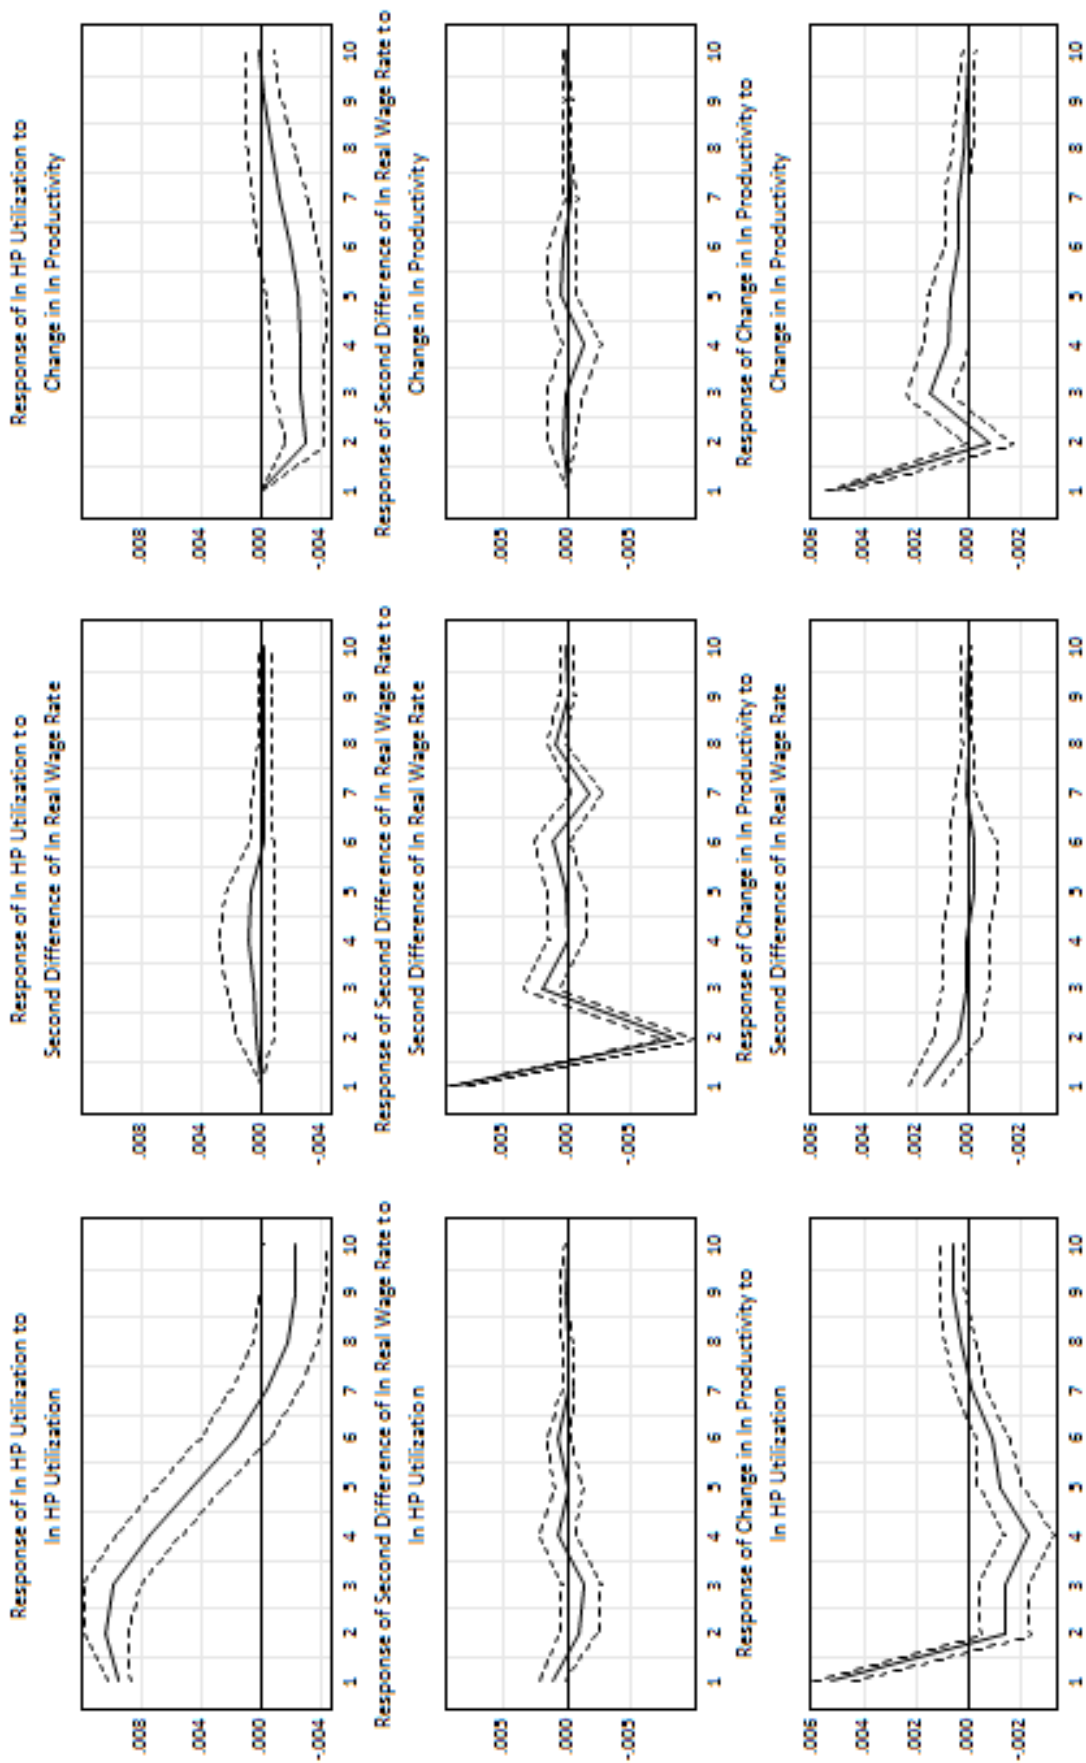 Response of ln HP Utilization to
ln HP Utilization
.008
.004
.000
-.004
1 2 3 4 5 6 7 8 9 10
Response of ln HP Utilization to
Second Difference of ln Real Wage Rate
.008
.004
.000
-.004
1 2 3 4 5 6 7 8 9 10
Response of ln HP Utilization to
Change in ln Productivity
.008
.004
.000
-.004
1 2 3 4 5 6 7 8 9 10
Response of Second Difference of ln Real Wage Rate to
ln HP Utilization
.005
.000
-.005
1 2 3 4 5 6 7 8 9 10
Response of Second Difference of ln Real Wage Rate to
Second Difference of ln Real Wage Rate
.005
.000
-.005
1 2 3 4 5 6 7 8 9 10
Response of Second Difference of ln Real Wage Rate to
Change in ln Productivity
.005
.000
-.005
1 2 3 4 5 6 7 8 9 10
Response of Change in ln Productivity to
ln HP Utilization
.006
.004
.002
.000
-.002
1 2 3 4 5 6 7 8 9 10
Response of Change in ln Productivity to
Second Difference of ln Real Wage Rate
.006
.004
.002
.000
-.002
1 2 3 4 5 6 7 8 9 10
Response of Change in ln Productivity to
Change in ln Productivity
.006
.004
.002
.000
-.002
1 2 3 4 5 6 7 8 9 10